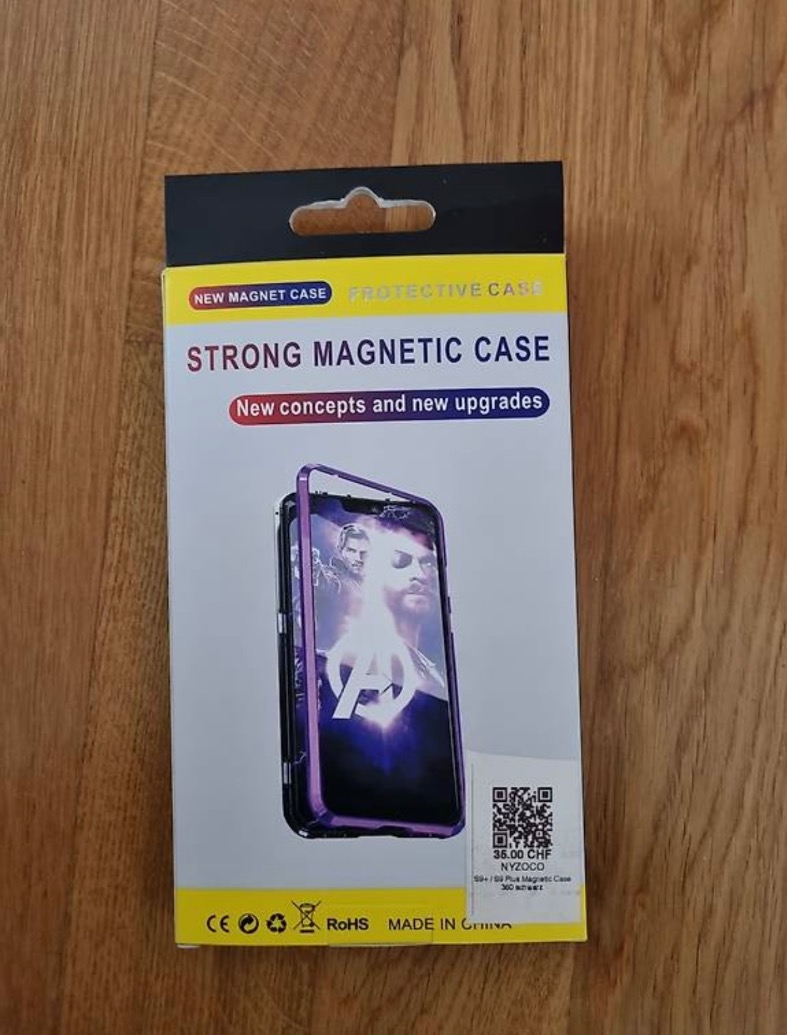 NEW MAGNET CASE
PROTECTIVE CASE
STRONG MAGNETIC CASE
New concepts and new upgrades
A
35.00 CHF
NYZOCO
S9+ / S9 Plus Magnetic Case
360 schwarz
CE RoHS MADE IN CHINA